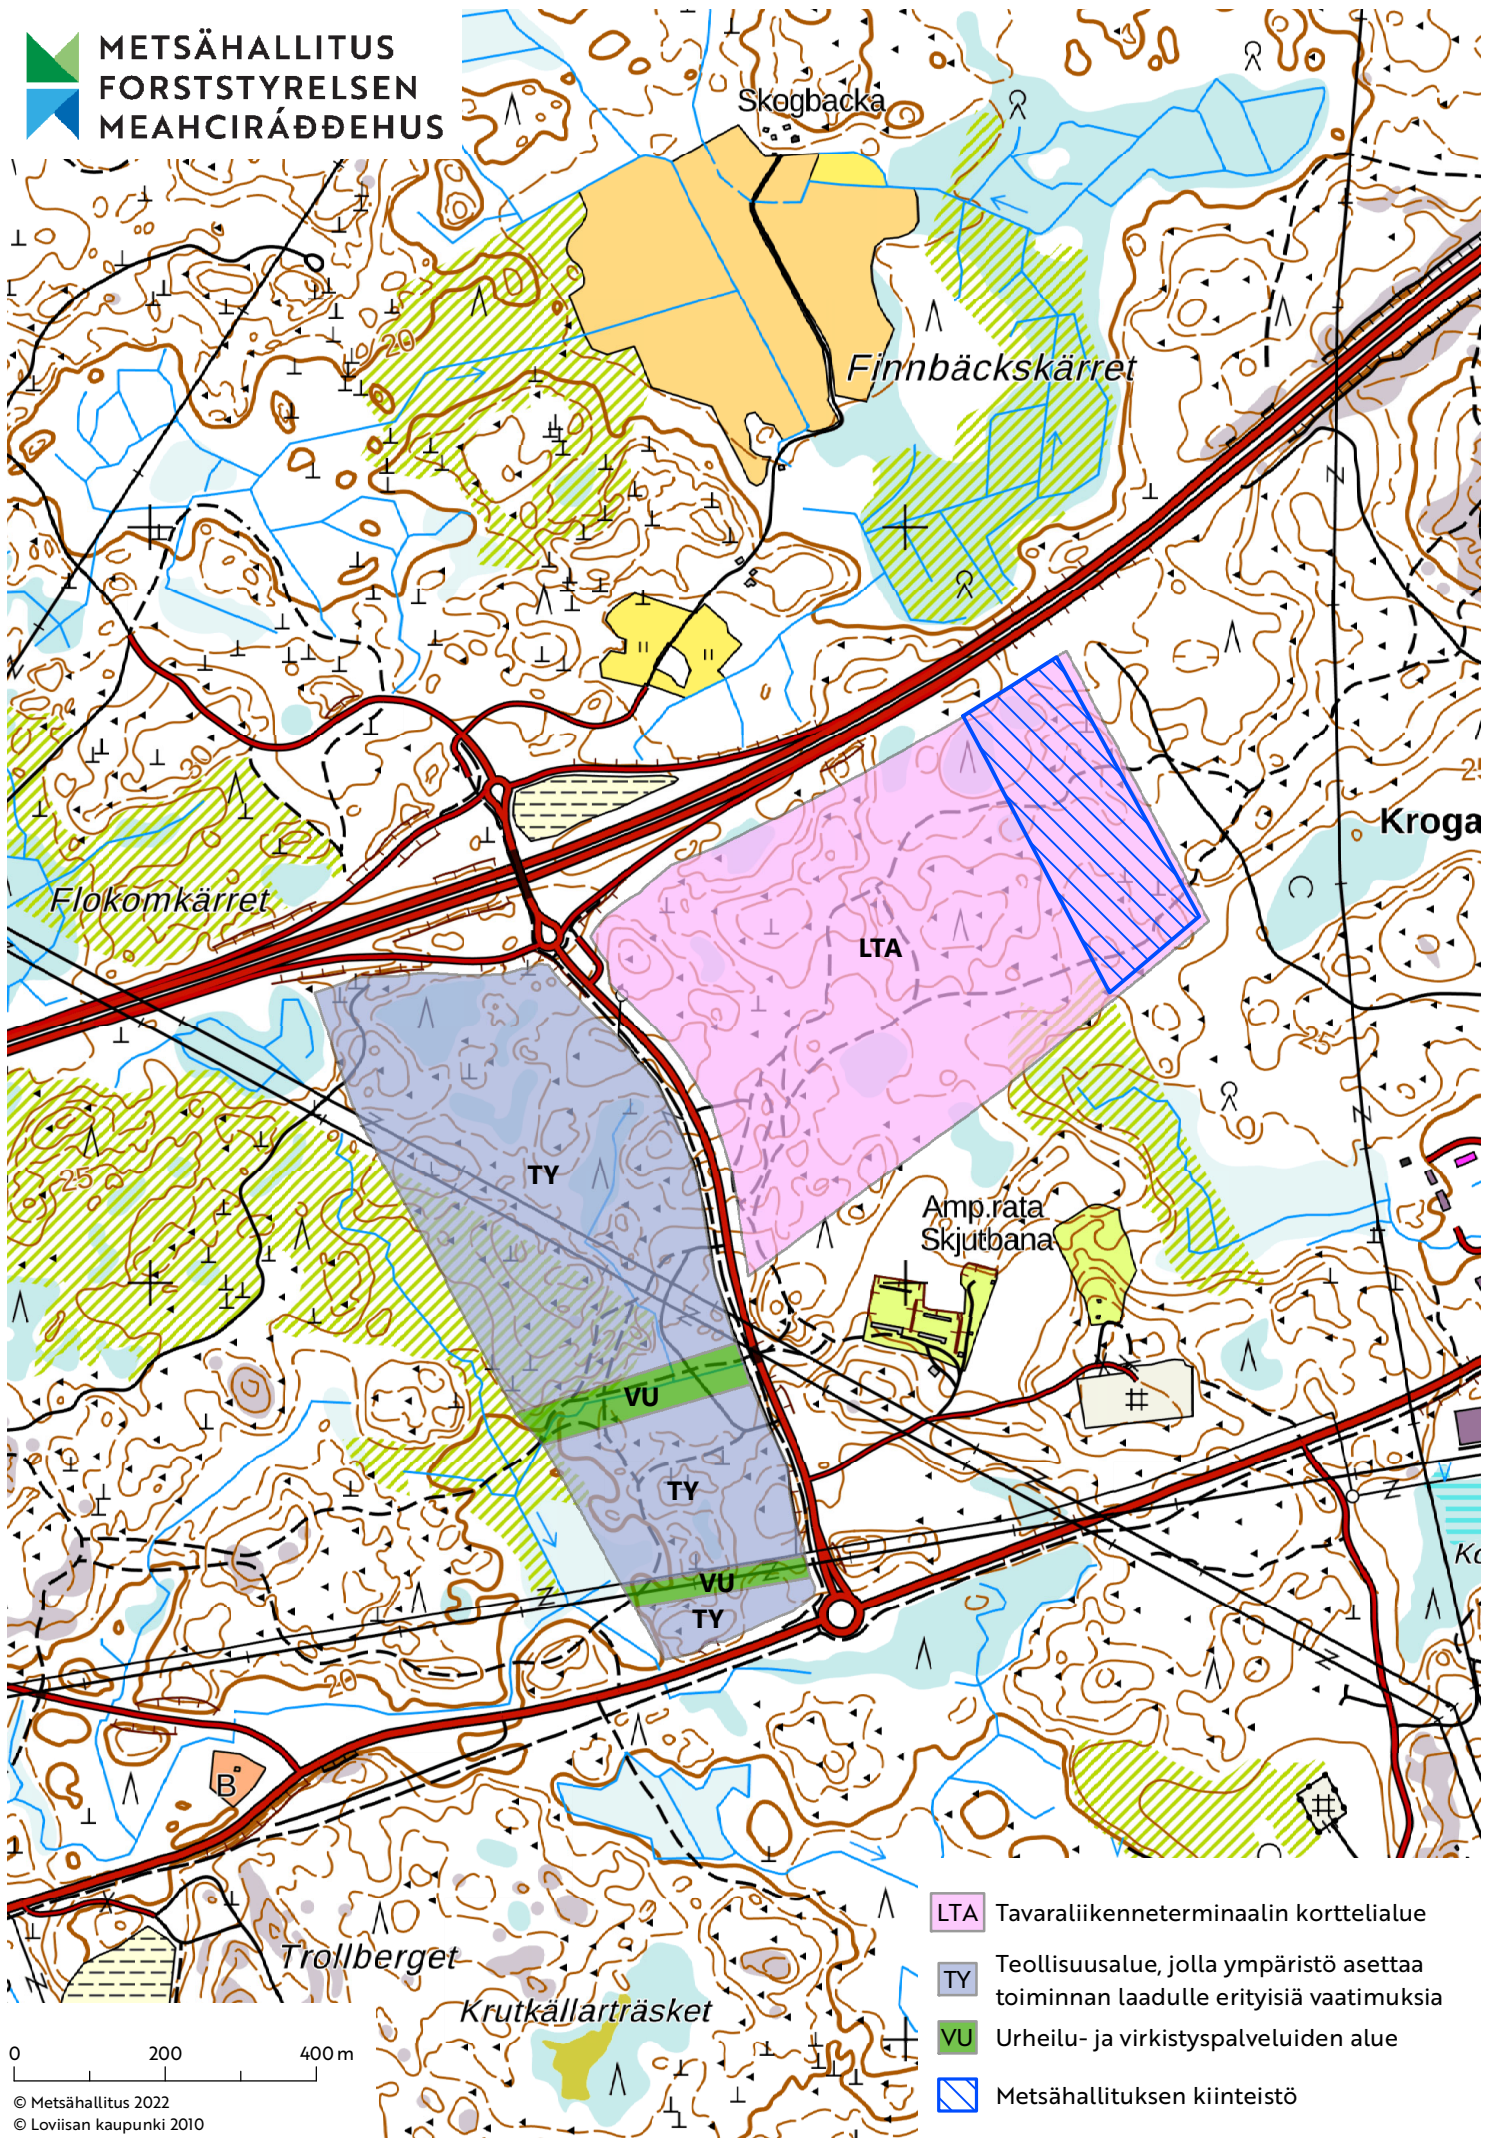 METSÄHALLITUS
FORSTSTYRELSEN
MEAHCIRÁĐĐEHUS
Skogbacka
20
Finnbäckskärret
30
25
Kroga
Flokomkärret
LTA
25
TY
25
Amp.rata
Skjutbana
VU
TY
VU
TY
20
B
Trollberget
Krutkällarträsket
LTA Tavaraliikenneterminaalin korttelialue
TY Teollisuusalue, jolla ympäristö asettaa
toiminnan laadulle erityisiä vaatimuksia
VU Urheilu- ja virkistyspalveluiden alue
Metsähallituksen kiinteistö
0 200 400 m
© Metsähallitus 2022
© Loviisan kaupunki 2010